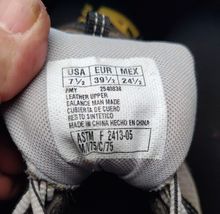 USA EUR MEX
7½ 39½ 24½
2540838
LEATHER UPPER
BALANCE MAN MADE
CUBIERTA DE CUERO
RESTO SINTETICO
MADE IN CHINA/HECHO EN CHINA
ASTM F 2413-05
M I/75/C/75